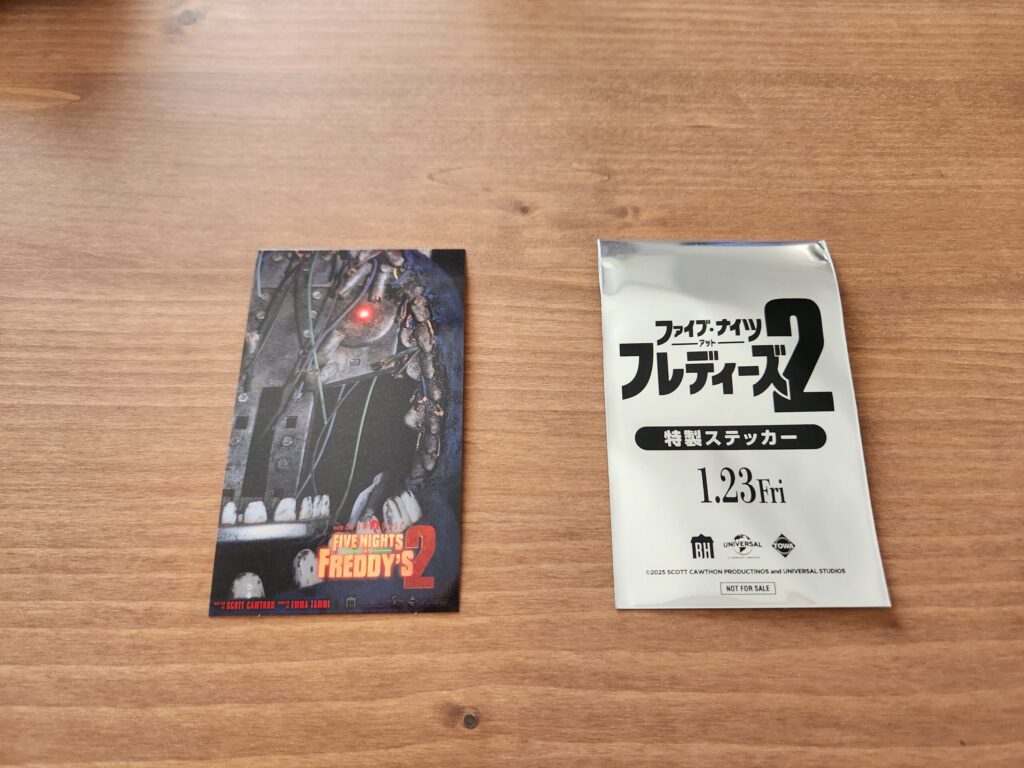 FIVE NIGHTS
FREDDY'S
2
SCOTT CAWTHON
EMMA TAMMI
BH
ファイブ・ナイツ
アット
フレディーズ2
特製ステッカー
1.23Fri
BH
UNIVERSAL
TOWA
©2025 SCOTT CAWTHON PRODUCTINOS and UNIVERSAL STUDIOS
NOT FOR SALE